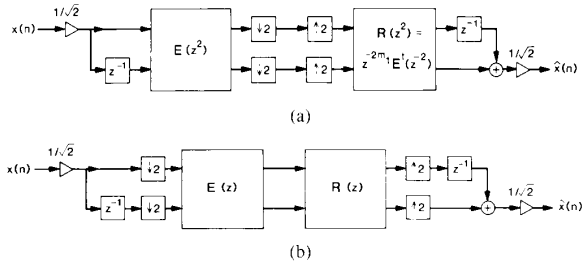 1/√2
x(n)
z⁻¹
E (z²)
↓2
↑2
↓2
↑2
R (z²) =
z^{-2m₁}Eᵗ(z⁻²)
z⁻¹
+
1/√2
x̂(n)
(a)
1/√2
x(n)
z⁻¹
↓2
↓2
E (z)
R (z)
↑2
z⁻¹
↑2
+
1/√2
x̂(n)
(b)